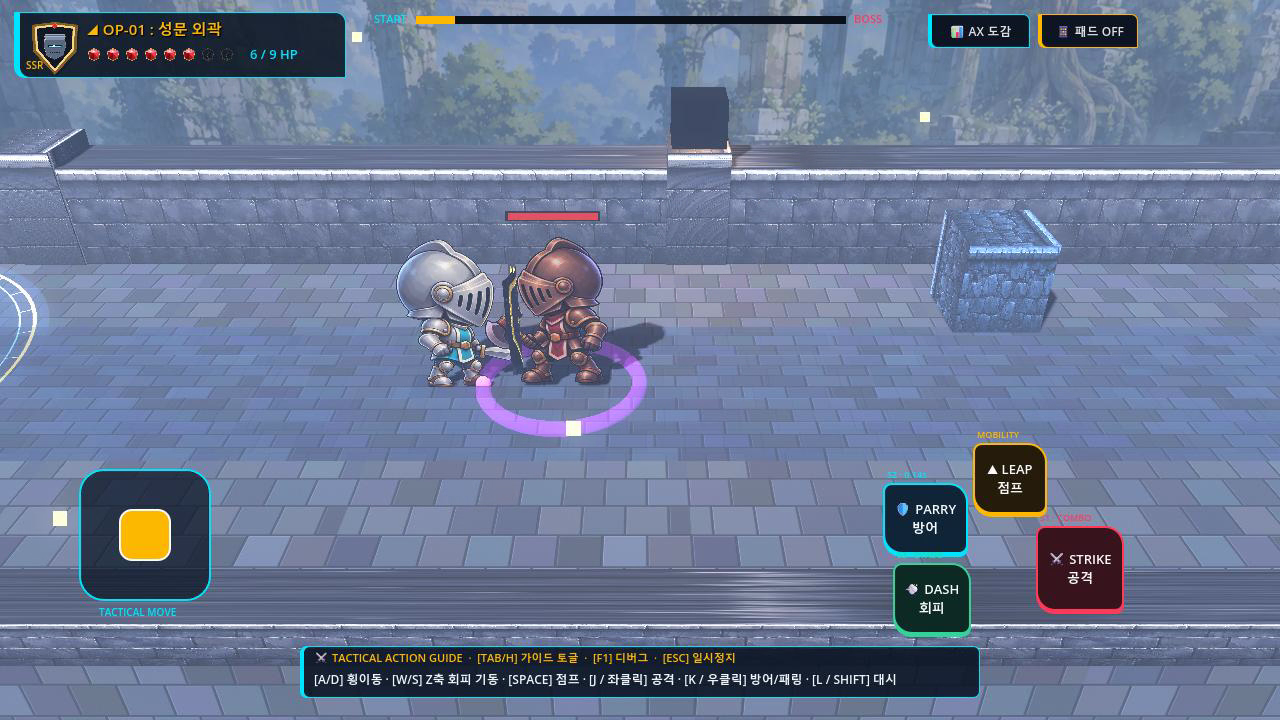 OP-01 : 성문 외곽
6 / 9 HP
SSR
START
BOSS
AX 도감
패드 OFF
MOBILITY
LEAP
점프
PARRY
방어
COMBO
STRIKE
공격
DASH
회피
TACTICAL MOVE
TACTICAL ACTION GUIDE · [TAB/H] 가이드 토글 · [F1] 디버그 · [ESC] 일시정지
[A/D] 횡이동 · [W/S] Z축 회피 기동 · [SPACE] 점프 · [J / 좌클릭] 공격 · [K / 우클릭] 방어/패링 · [L / SHIFT] 대시